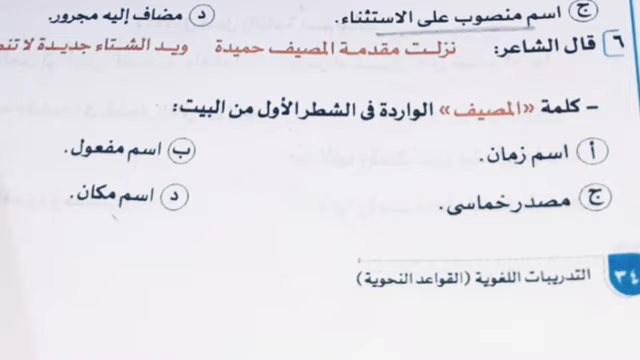 ج اسم منصوب على الاستثناء. د مضاف إليه مجرور.
٦ قال الشاعر: نزلت مقدمة المصيف حميدة ويد الشتاء جديدة لا
– كلمة «المصيف» الواردة فى الشطر الأول من البيت:
أ اسم زمان. ب اسم مفعول.
ج مصدر خماسى. د اسم مكان.
٣٤ التدريبات اللغوية (القواعد النحوية)